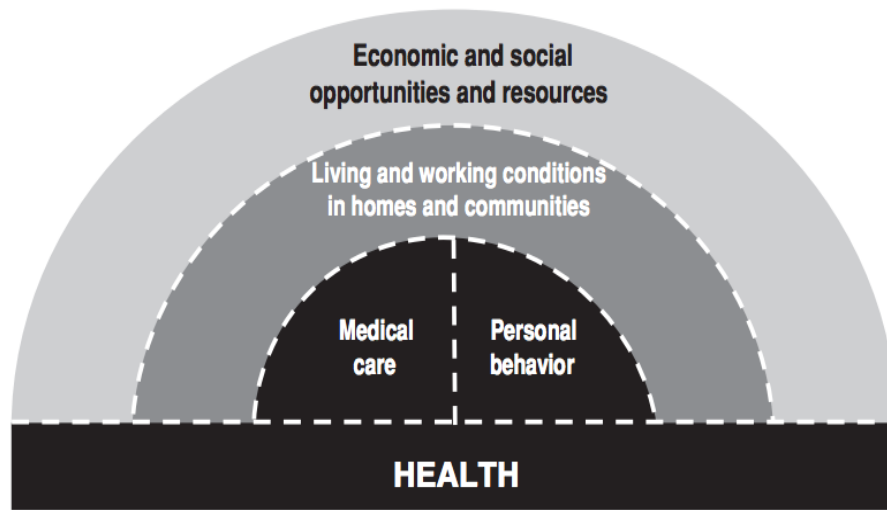 Economic and social
opportunities and resources
Living and working conditions
in homes and communities
Medical
care
Personal
behavior
HEALTH